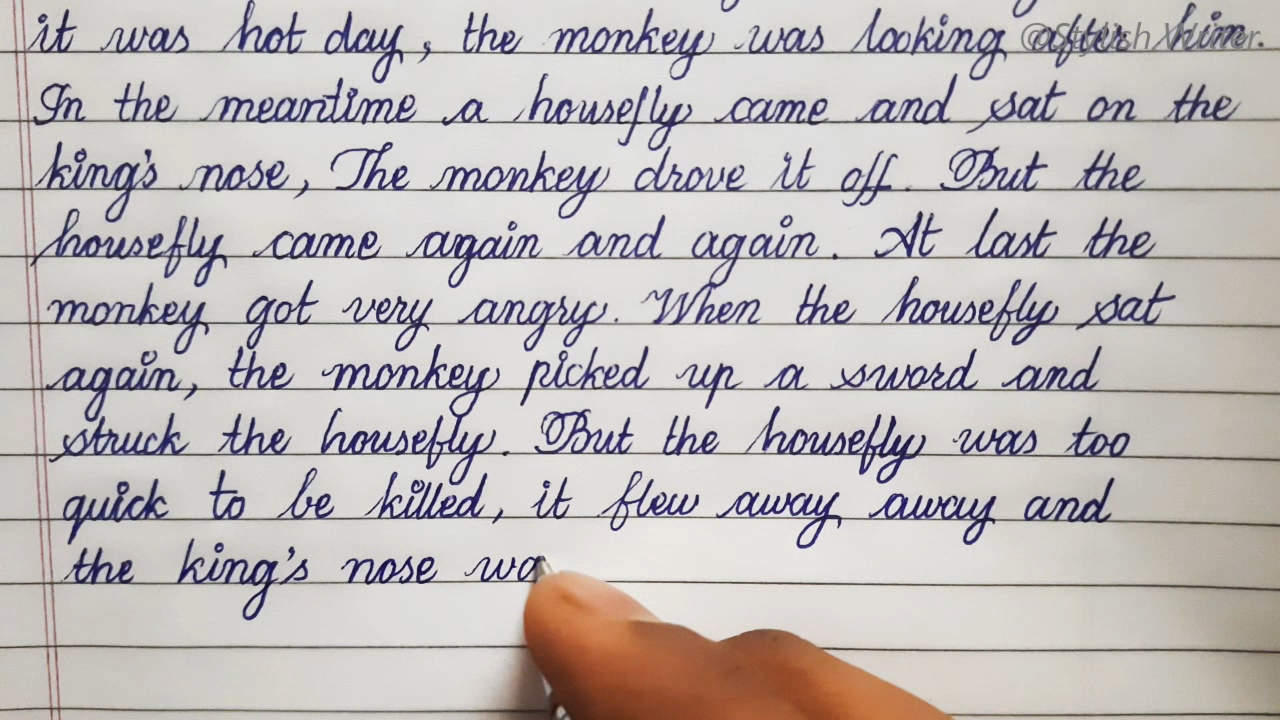 it was hot day, the monkey was looking after him.
In the meantime a housefly came and sat on the
king's nose, The monkey drove it off. But the
housefly came again and again. At last the
monkey got very angry. When the housefly sat
again, the monkey picked up a sword and
struck the housefly. But the housefly was too
quick to be killed, it flew away away and
the king's nose wa